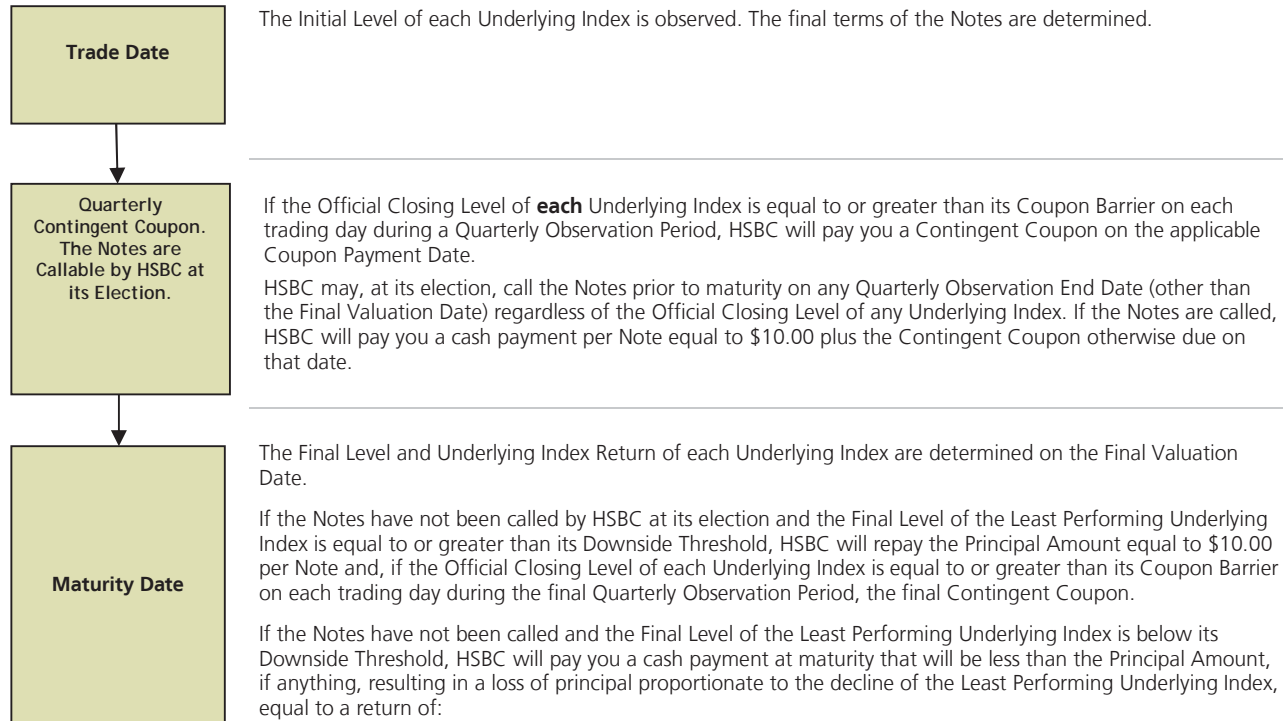 Trade Date
The Initial Level of each Underlying Index is observed. The final terms of the Notes are determined.
Quarterly
Contingent Coupon.
The Notes are
Callable by HSBC at
its Election.
If the Official Closing Level of each Underlying Index is equal to or greater than its Coupon Barrier on each
trading day during a Quarterly Observation Period, HSBC will pay you a Contingent Coupon on the applicable
Coupon Payment Date.
HSBC may, at its election, call the Notes prior to maturity on any Quarterly Observation End Date (other than
the Final Valuation Date) regardless of the Official Closing Level of any Underlying Index. If the Notes are called,
HSBC will pay you a cash payment per Note equal to $10.00 plus the Contingent Coupon otherwise due on
that date.
Maturity Date
The Final Level and Underlying Index Return of each Underlying Index are determined on the Final Valuation
Date.
If the Notes have not been called by HSBC at its election and the Final Level of the Least Performing Underlying
Index is equal to or greater than its Downside Threshold, HSBC will repay the Principal Amount equal to $10.00
per Note and, if the Official Closing Level of each Underlying Index is equal to or greater than its Coupon Barrier
on each trading day during the final Quarterly Observation Period, the final Contingent Coupon.
If the Notes have not been called and the Final Level of the Least Performing Underlying Index is below its
Downside Threshold, HSBC will pay you a cash payment at maturity that will be less than the Principal Amount,
if anything, resulting in a loss of principal proportionate to the decline of the Least Performing Underlying Index,
equal to a return of: